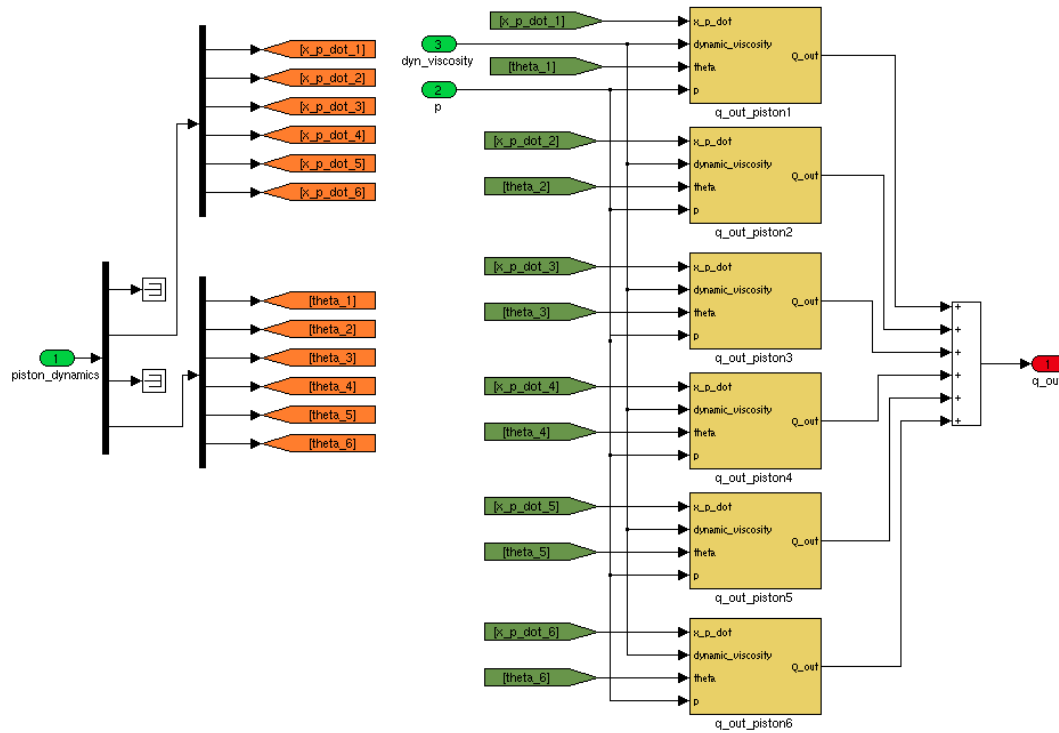 [x_p_dot_1]
[x_p_dot_2]
[x_p_dot_3]
[x_p_dot_4]
[x_p_dot_5]
[x_p_dot_6]
1
piston_dynamics
[theta_1]
[theta_2]
[theta_3]
[theta_4]
[theta_5]
[theta_6]
3
dyn_viscosity
2
p
[x_p_dot_1]
[theta_1]
x_p_dot
dynamic_viscosity
theta
p
Q_out
q_out_piston1
[x_p_dot_2]
[theta_2]
x_p_dot
dynamic_viscosity
theta
p
Q_out
q_out_piston2
[x_p_dot_3]
[theta_3]
x_p_dot
dynamic_viscosity
theta
p
Q_out
q_out_piston3
[x_p_dot_4]
[theta_4]
x_p_dot
dynamic_viscosity
theta
p
Q_out
q_out_piston4
[x_p_dot_5]
[theta_5]
x_p_dot
dynamic_viscosity
theta
p
Q_out
q_out_piston5
[x_p_dot_6]
[theta_6]
x_p_dot
dynamic_viscosity
theta
p
Q_out
q_out_piston6
+
+
+
+
+
+
1
q_ou